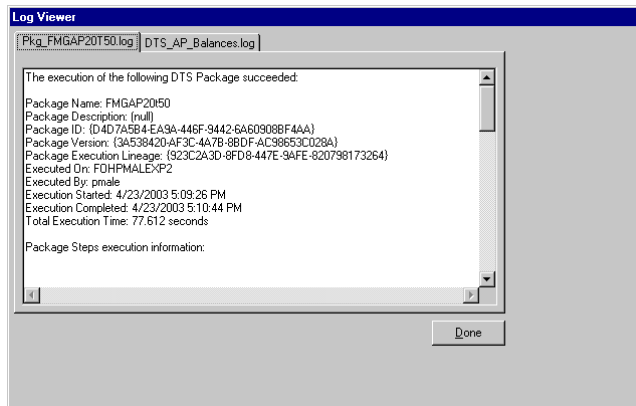 Log Viewer
Pkg_FMGAP20T50.log DTS_AP_Balances.log
The execution of the following DTS Package succeeded:
Package Name: FMGAP20t50
Package Description: (null)
Package ID: {D4D7A5B4-EA9A-446F-9442-6A60908BF4AA}
Package Version: {3A538420-AF3C-4A7B-8BDF-AC98653C028A}
Package Execution Lineage: {923C2A3D-8FD8-447E-9AFE-820798173264}
Executed On: FOHPMALEXP2
Executed By: pmale
Execution Started: 4/23/2003 5:09:26 PM
Execution Completed: 4/23/2003 5:10:44 PM
Total Execution Time: 77.612 seconds
Package Steps execution information:
Done